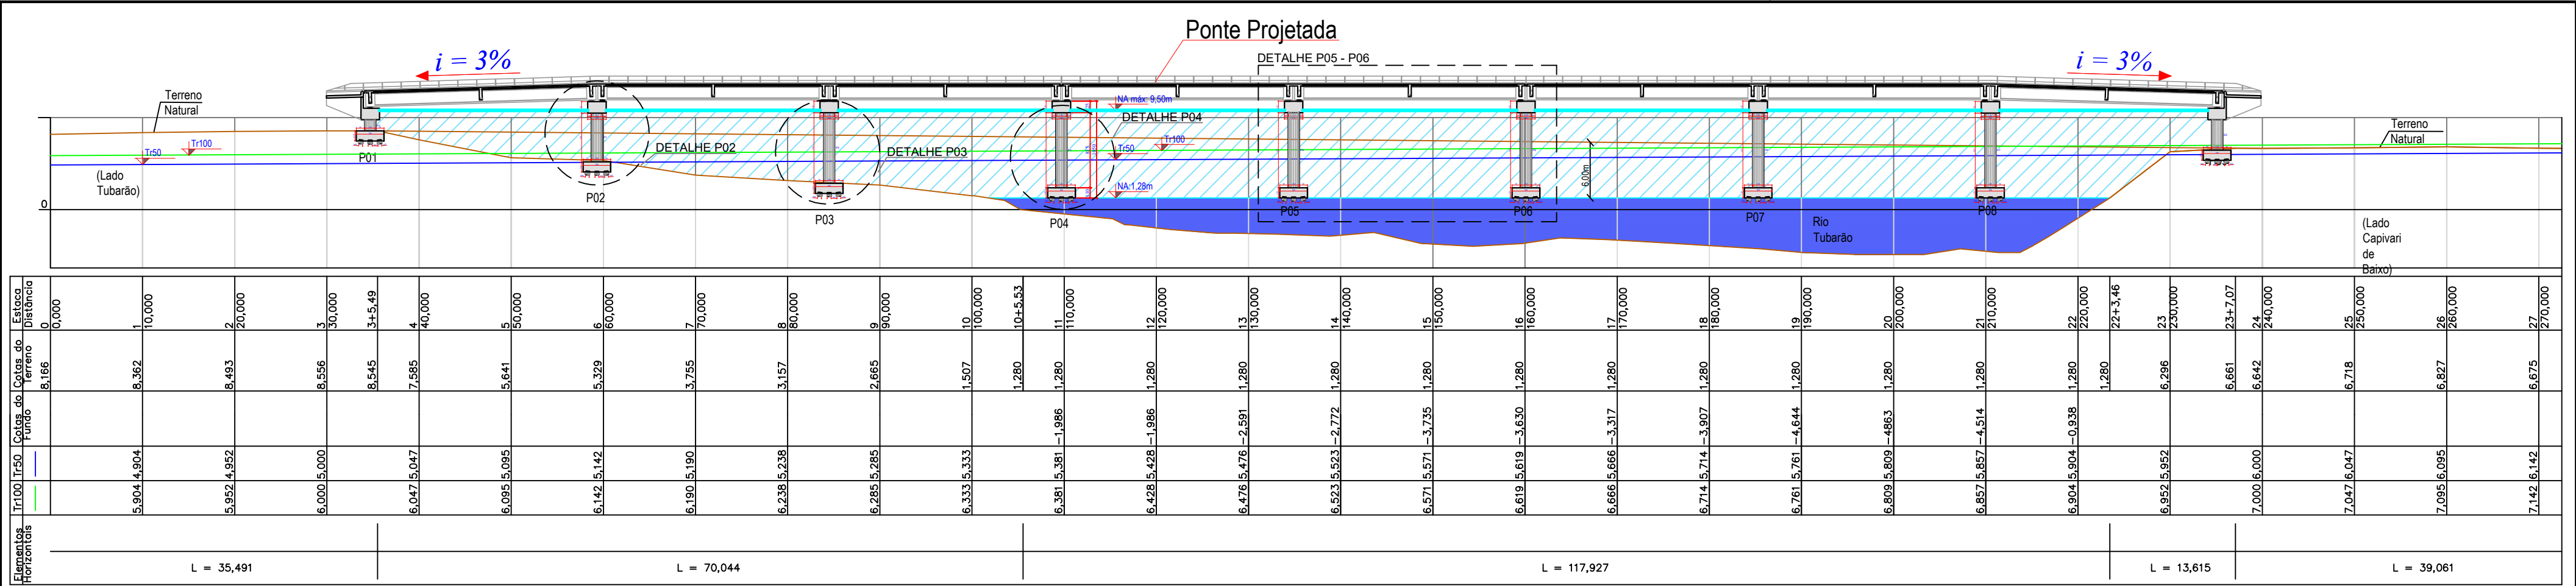 Ponte Projetada
i = 3%
DETALHE P05 - P06
i = 3%
Terreno
Natural
NA máx: 9,50m
DETALHE P04
Tr100
Tr50
Tr100
Tr50
Terreno
Natural
P01
DETALHE P02
DETALHE P03
(Lado
Tubarão)
6,00m
NA:1,28m
P02
P03
P04
P05
P06
P07
P08
0
Rio
Tubarão
(Lado
Capivari
de
Baixo)
Estaca
0 1 2 3 3+5,49 4 5 6 7 8 9 10 10+5,53 11 12 13 14 15 16 17 18 19 20 21 22 22+3,46 23 23+7,07 24 25 26 27
Distância
0,000 10,000 20,000 30,000 40,000 50,000 60,000 70,000 80,000 90,000 100,000 110,000 120,000 130,000 140,000 150,000 160,000 170,000 180,000 190,000 200,000 210,000 220,000 230,000 240,000 250,000 260,000 270,000
Cotas do
Terreno
8,166 8,362 8,493 8,556 8,545 7,585 5,641 5,329 3,755 3,157 2,665 1,507 1,280 1,280 1,280 1,280 1,280 1,280 1,280 1,280 1,280 1,280 1,280 1,280 1,280 1,280 6,296 6,661 6,642 6,718 6,827 6,675
Cotas do
Fundo
-1,986 -1,986 -2,591 -2,772 -3,735 -3,630 -3,317 -3,907 -4,644 -4863 -4,514 -0,938
Tr50
4,904 4,952 5,000 5,047 5,095 5,142 5,190 5,238 5,285 5,333 5,381 5,428 5,476 5,523 5,571 5,619 5,666 5,714 5,761 5,809 5,857 5,904 5,952 6,000 6,047 6,095 6,142
Tr100
5,904 5,952 6,000 6,047 6,095 6,142 6,190 6,238 6,285 6,333 6,381 6,428 6,476 6,523 6,571 6,619 6,666 6,714 6,761 6,809 6,857 6,904 6,952 7,000 7,047 7,095 7,142
Elementos
Horizontais
L = 35,491
L = 70,044
L = 117,927
L = 13,615
L = 39,061